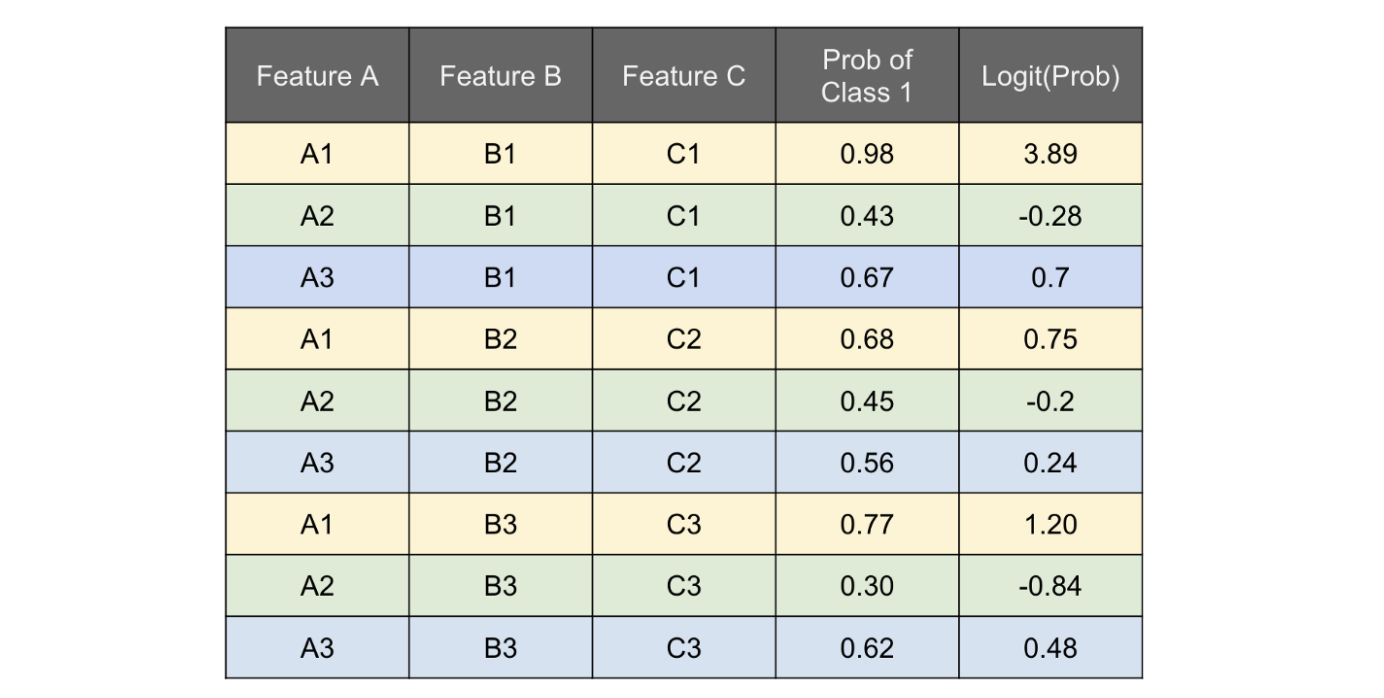 Feature A Feature B Feature C Prob of Class 1 Logit(Prob)
A1 B1 C1 0.98 3.89
A2 B1 C1 0.43 -0.28
A3 B1 C1 0.67 0.7
A1 B2 C2 0.68 0.75
A2 B2 C2 0.45 -0.2
A3 B2 C2 0.56 0.24
A1 B3 C3 0.77 1.20
A2 B3 C3 0.30 -0.84
A3 B3 C3 0.62 0.48